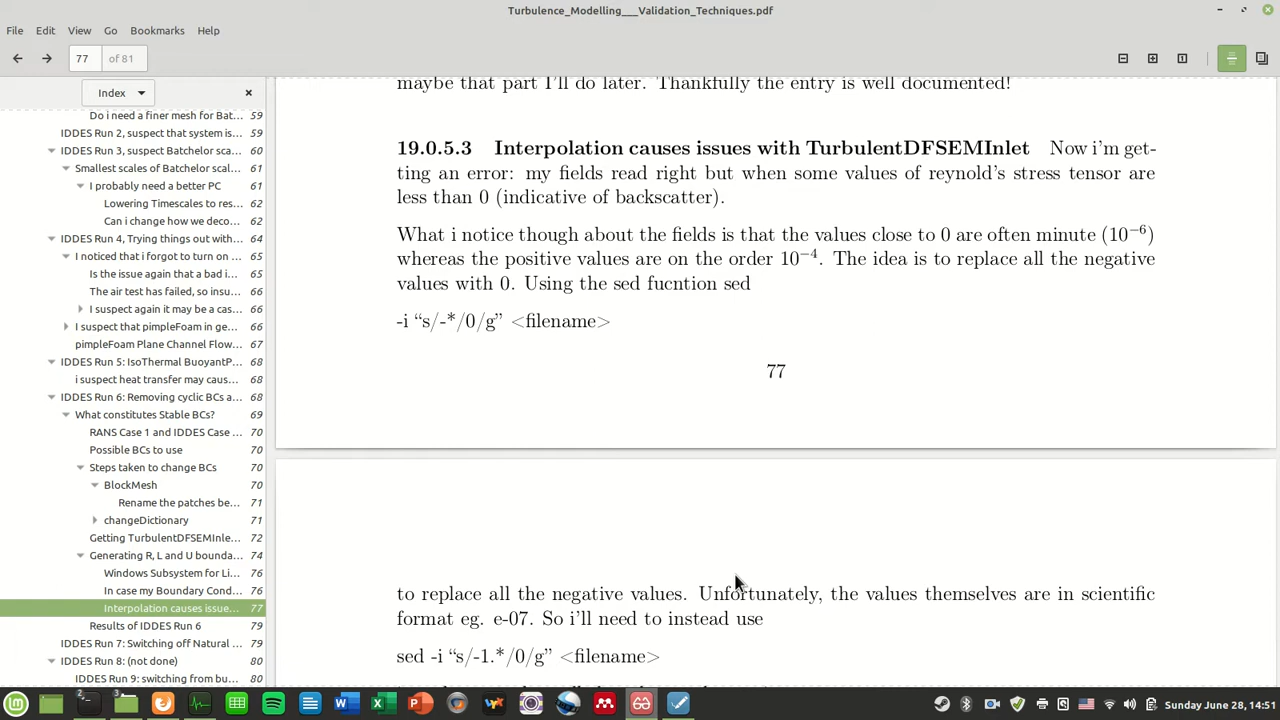 Turbulence_Modelling___Validation_Techniques.pdf
File Edit View Go Bookmarks Help
77 of 81
Index
Do i need a finer mesh for Bat... 59
IDDES Run 2, suspect that system is... 59
IDDES Run 3, suspect Batchelor sca... 60
Smallest scales of Batchelor scal... 61
I probably need a better PC 61
Lowering Timescales to res... 62
Can i change how we deco... 62
IDDES Run 4, Trying things out with... 64
I noticed that i forgot to turn on ... 65
Is the issue again that a bad i... 65
The air test has failed, so insu... 66
I suspect again it may be a cas... 66
I suspect that pimpleFoam in ge... 66
pimpleFoam Plane Channel Flow... 67
IDDES Run 5: IsoThermal BuoyantP... 68
i suspect heat transfer may caus... 68
IDDES Run 6: Removing cyclic BCs a... 68
What constitutes Stable BCs? 69
RANS Case 1 and IDDES Case ... 70
Possible BCs to use 70
Steps taken to change BCs 70
BlockMesh 70
Rename the patches be... 71
changeDictionary 71
Getting TurbulentDFSEMInle... 72
Generating R, L and U bounda... 74
Windows Subsystem for Li... 76
In case my Boundary Cond... 76
Interpolation causes issue... 77
Results of IDDES Run 6 79
IDDES Run 7: Switching off Natural ... 79
IDDES Run 8: (not done) 80
IDDES Run 9: switching from bu... 80
maybe that part I'll do later. Thankfully the entry is well documented!
19.0.5.3 Interpolation causes issues with TurbulentDFSEMInlet Now i'm get-
ting an error: my fields read right but when some values of reynold's stress tensor are
less than 0 (indicative of backscatter).
What i notice though about the fields is that the values close to 0 are often minute (10⁻⁶)
whereas the positive values are on the order 10⁻⁴. The idea is to replace all the negative
values with 0. Using the sed fucntion sed
-i “s/-*/0/g” <filename>
77
to replace all the negative values. Unfortunately, the values themselves are in scientific
format eg. e-07. So i'll need to instead use
sed -i “s/-1.*/0/g” <filename>
2 3 Sunday June 28, 14:51